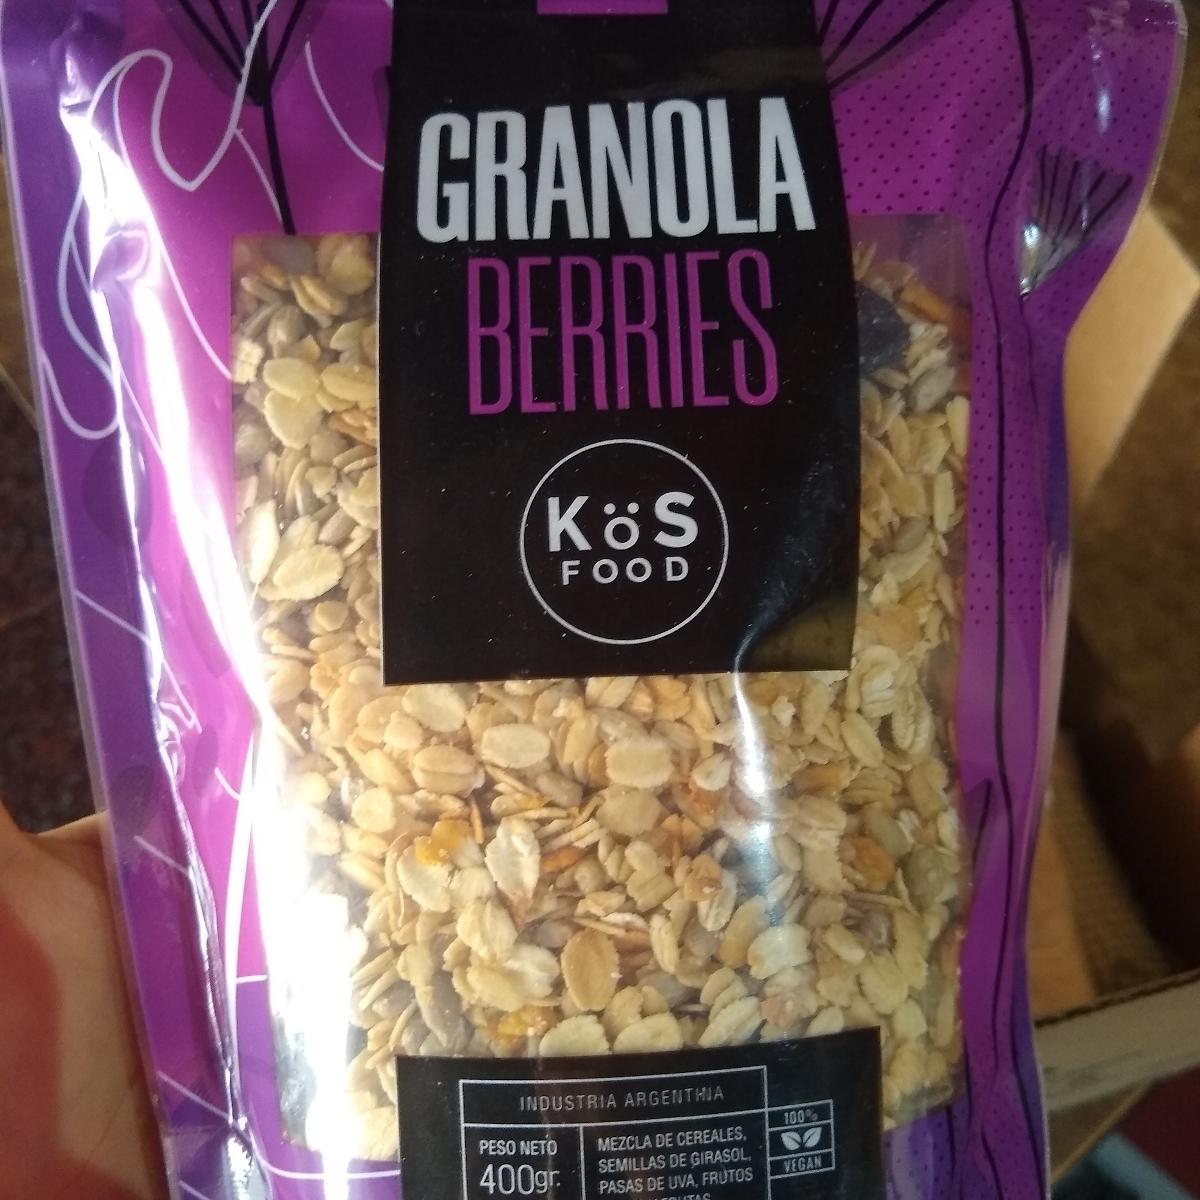 GRANOLA
BERRIES
KöS
FOOD
INDUSTRIA ARGENTINA
PESO NETO
400gr.
MEZCLA DE CEREALES,
SEMILLAS DE GIRASOL,
PASAS DE UVA, FRUTOS
100%
VEGAN